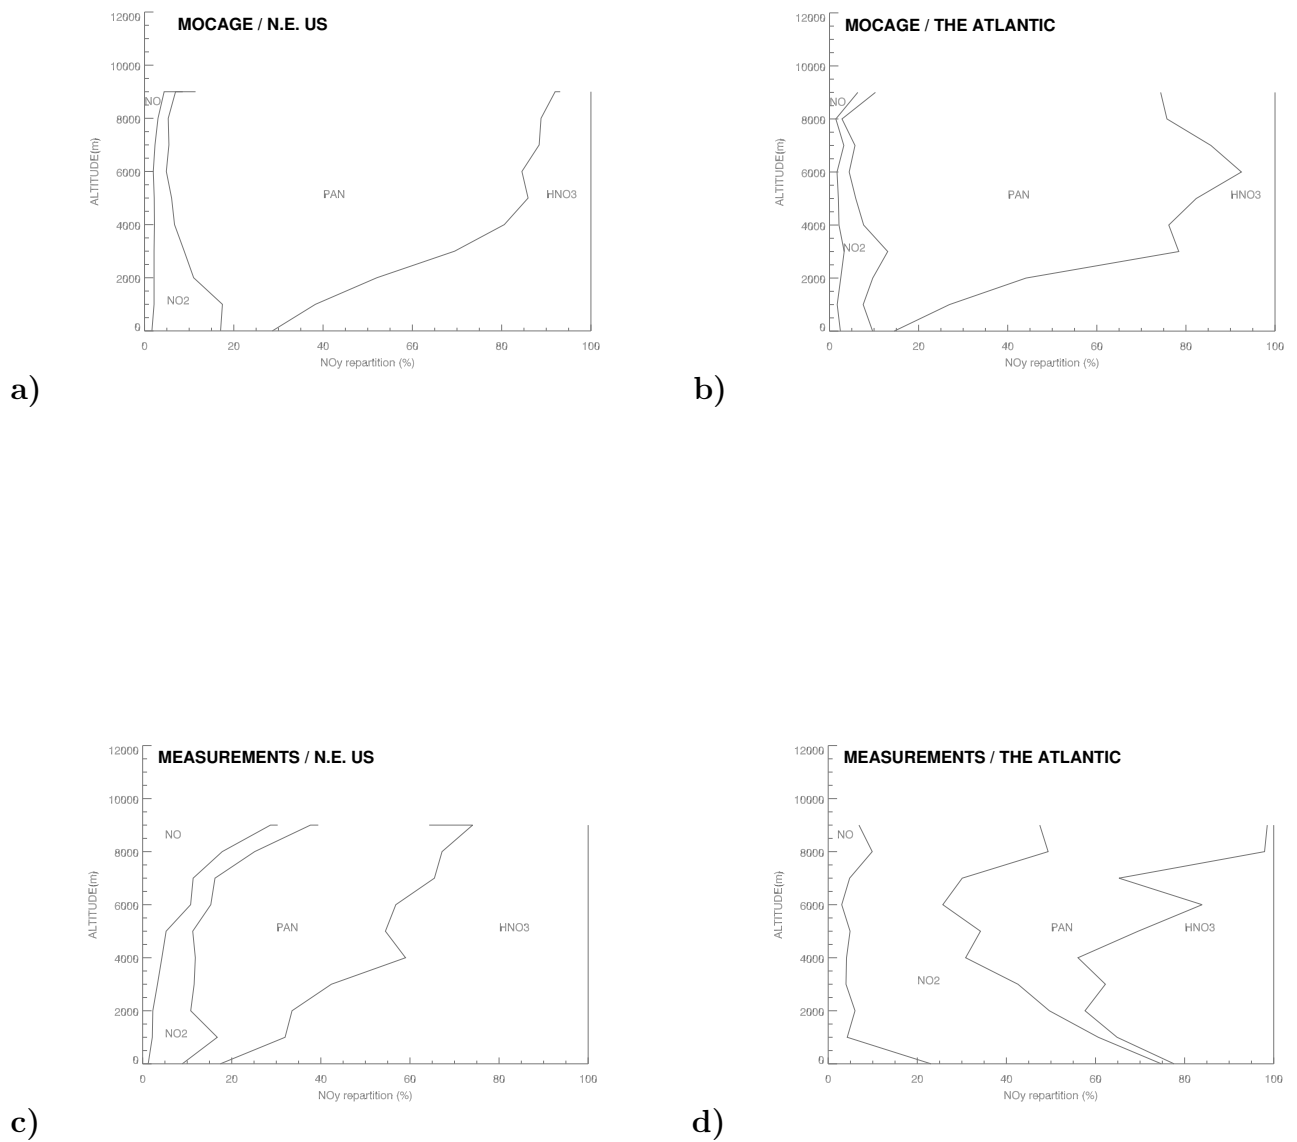 MOCAGE / N.E. US
12000
10000
8000
6000
4000
2000
0
ALTITUDE(m)
NO
PAN
HNO3
NO2
0 20 40 60 80 100
NOy repartition (%)
a)
MOCAGE / THE ATLANTIC
12000
10000
8000
6000
4000
2000
0
ALTITUDE(m)
NO
PAN
HNO3
NO2
0 20 40 60 80 100
NOy repartition (%)
b)
MEASUREMENTS / N.E. US
12000
10000
8000
6000
4000
2000
0
ALTITUDE(m)
NO
PAN
HNO3
NO2
0 20 40 60 80 100
NOy repartition (%)
c)
MEASUREMENTS / THE ATLANTIC
12000
10000
8000
6000
4000
2000
0
ALTITUDE(m)
NO
PAN
HNO3
NO2
0 20 40 60 80 100
NOy repartition (%)
d)